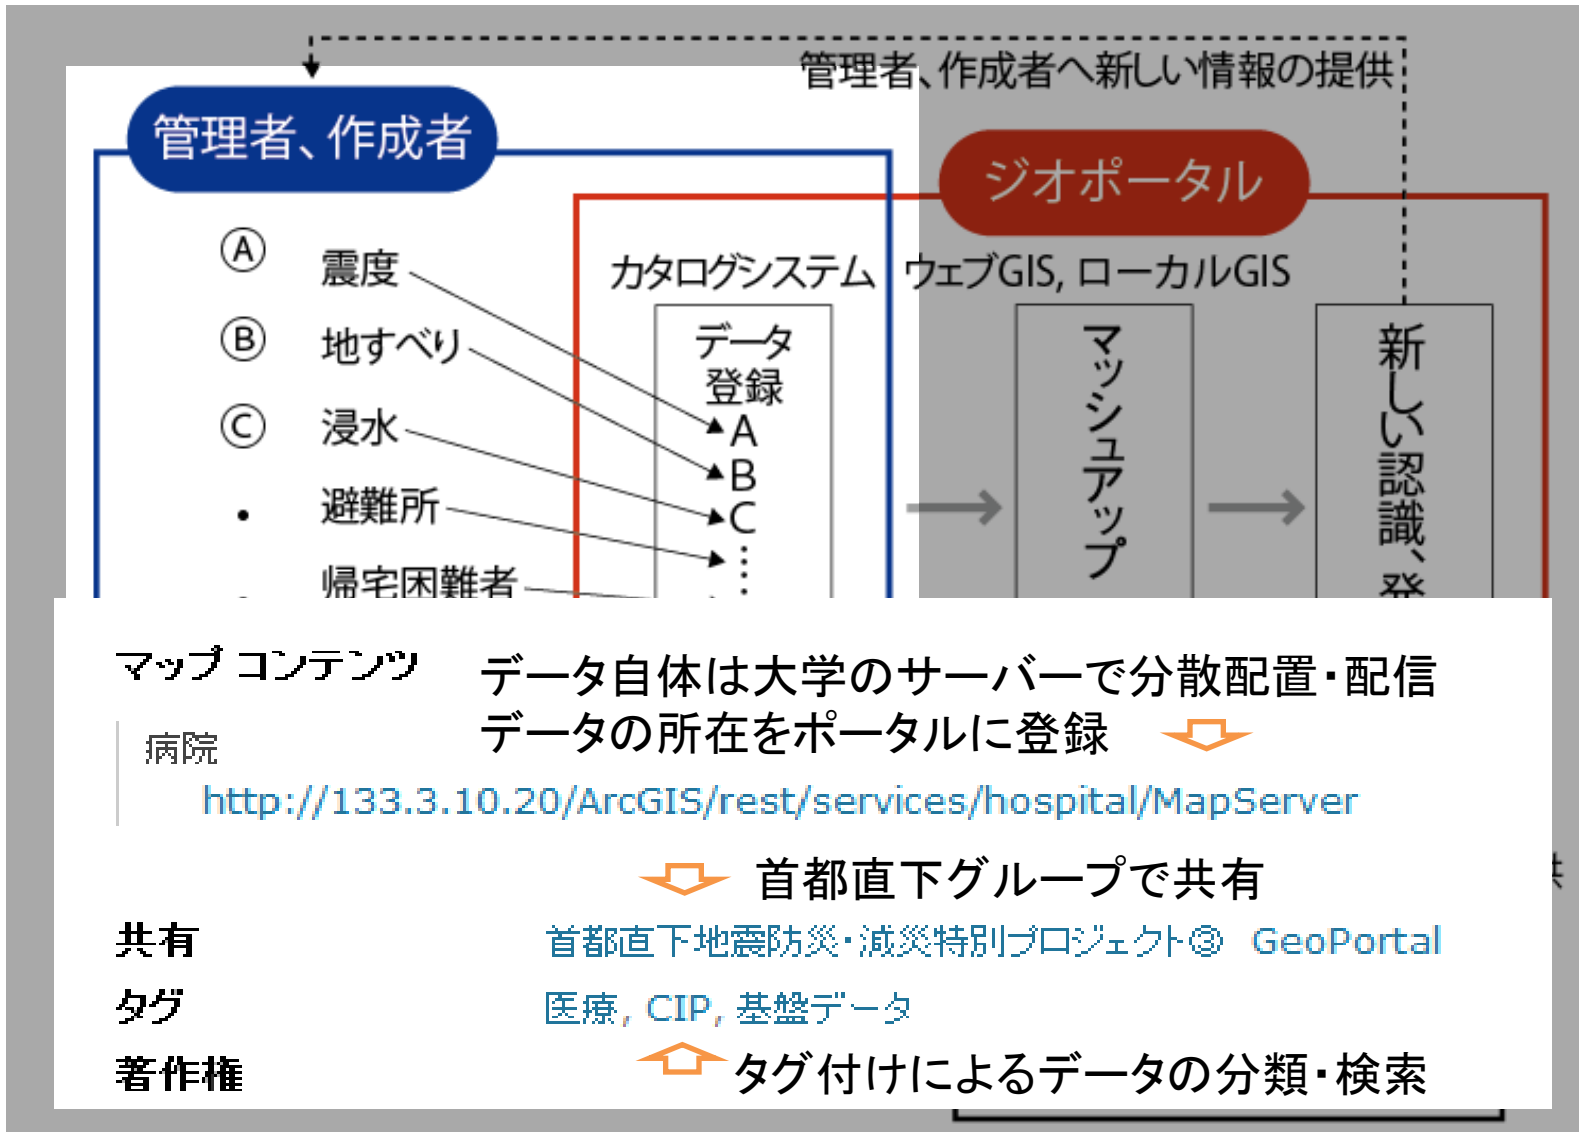 管理者、作成者へ新しい情報の提供
管理者、作成者
ジオポータル
Ⓐ 震度
Ⓑ 地すべり
Ⓒ 浸水
・ 避難所
帰宅困難者
カタログシステム
ウェブGIS, ローカルGIS
データ
登録
A
B
C
マッシュアップ
新しい認識、発
マップ コンテンツ
データ自体は大学のサーバーで分散配置・配信
データの所在をポータルに登録
病院
http://133.3.10.20/ArcGIS/rest/services/hospital/MapServer
首都直下グループで共有
共有 首都直下地震防災・減災特別プロジェクト③ GeoPortal
タグ 医療, CIP, 基盤データ
著作権
タグ付けによるデータの分類・検索